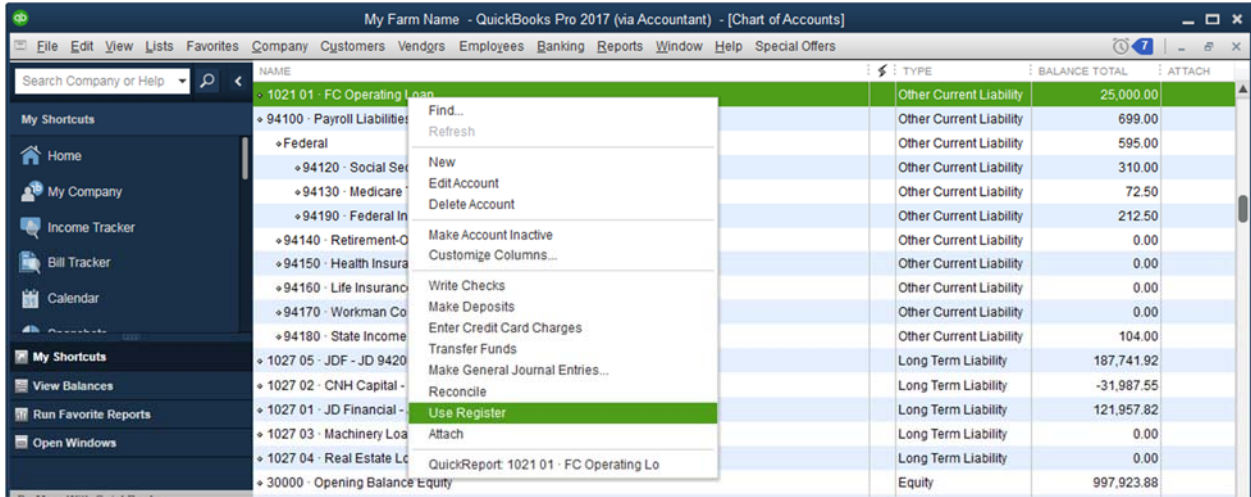 qb My Farm Name - QuickBooks Pro 2017 (via Accountant) - [Chart of Accounts]
File Edit View Lists Favorites Company Customers Vendors Employees Banking Reports Window Help Special Offers 7
Search Company or Help
My Shortcuts
Home
My Company
Income Tracker
Bill Tracker
Calendar
My Shortcuts
View Balances
Run Favorite Reports
Open Windows
NAME TYPE BALANCE TOTAL ATTACH
1021 01 · FC Operating Loan Other Current Liability 25,000.00
94100 · Payroll Liabilities Other Current Liability 699.00
Federal Other Current Liability 595.00
94120 · Social Sec Other Current Liability 310.00
94130 · Medicare Other Current Liability 72.50
94190 · Federal In Other Current Liability 212.50
94140 · Retirement-O Other Current Liability 0.00
94150 · Health Insura Other Current Liability 0.00
94160 · Life Insuranc Other Current Liability 0.00
94170 · Workman Co Other Current Liability 0.00
94180 · State Income Other Current Liability 104.00
1027 05 · JDF - JD 9420 Long Term Liability 187,741.92
1027 02 · CNH Capital - Long Term Liability -31,987.55
1027 01 · JD Financial - Long Term Liability 121,957.82
1027 03 · Machinery Loa Long Term Liability 0.00
1027 04 · Real Estate Lo Long Term Liability 0.00
30000 · Opening Balance Equity Equity 997,923.88
Find...
Refresh
New
Edit Account
Delete Account
Make Account Inactive
Customize Columns...
Write Checks
Make Deposits
Enter Credit Card Charges
Transfer Funds
Make General Journal Entries...
Reconcile
Use Register
Attach
QuickReport: 1021 01 · FC Operating Lo